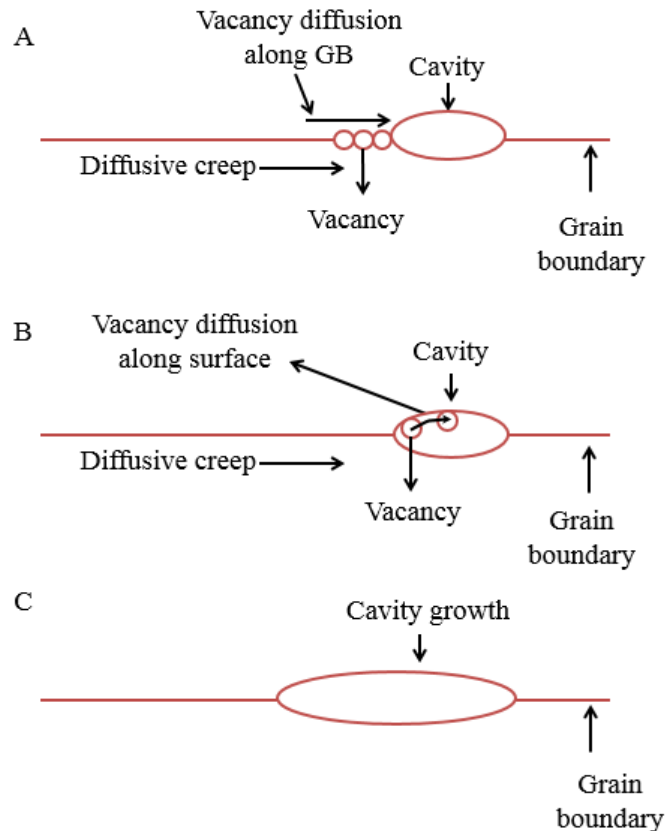 A
Vacancy diffusion
along GB
Cavity
Diffusive creep
Vacancy
Grain
boundary
B
Vacancy diffusion
along surface
Cavity
Diffusive creep
Vacancy
Grain
boundary
C
Cavity growth
Grain
boundary